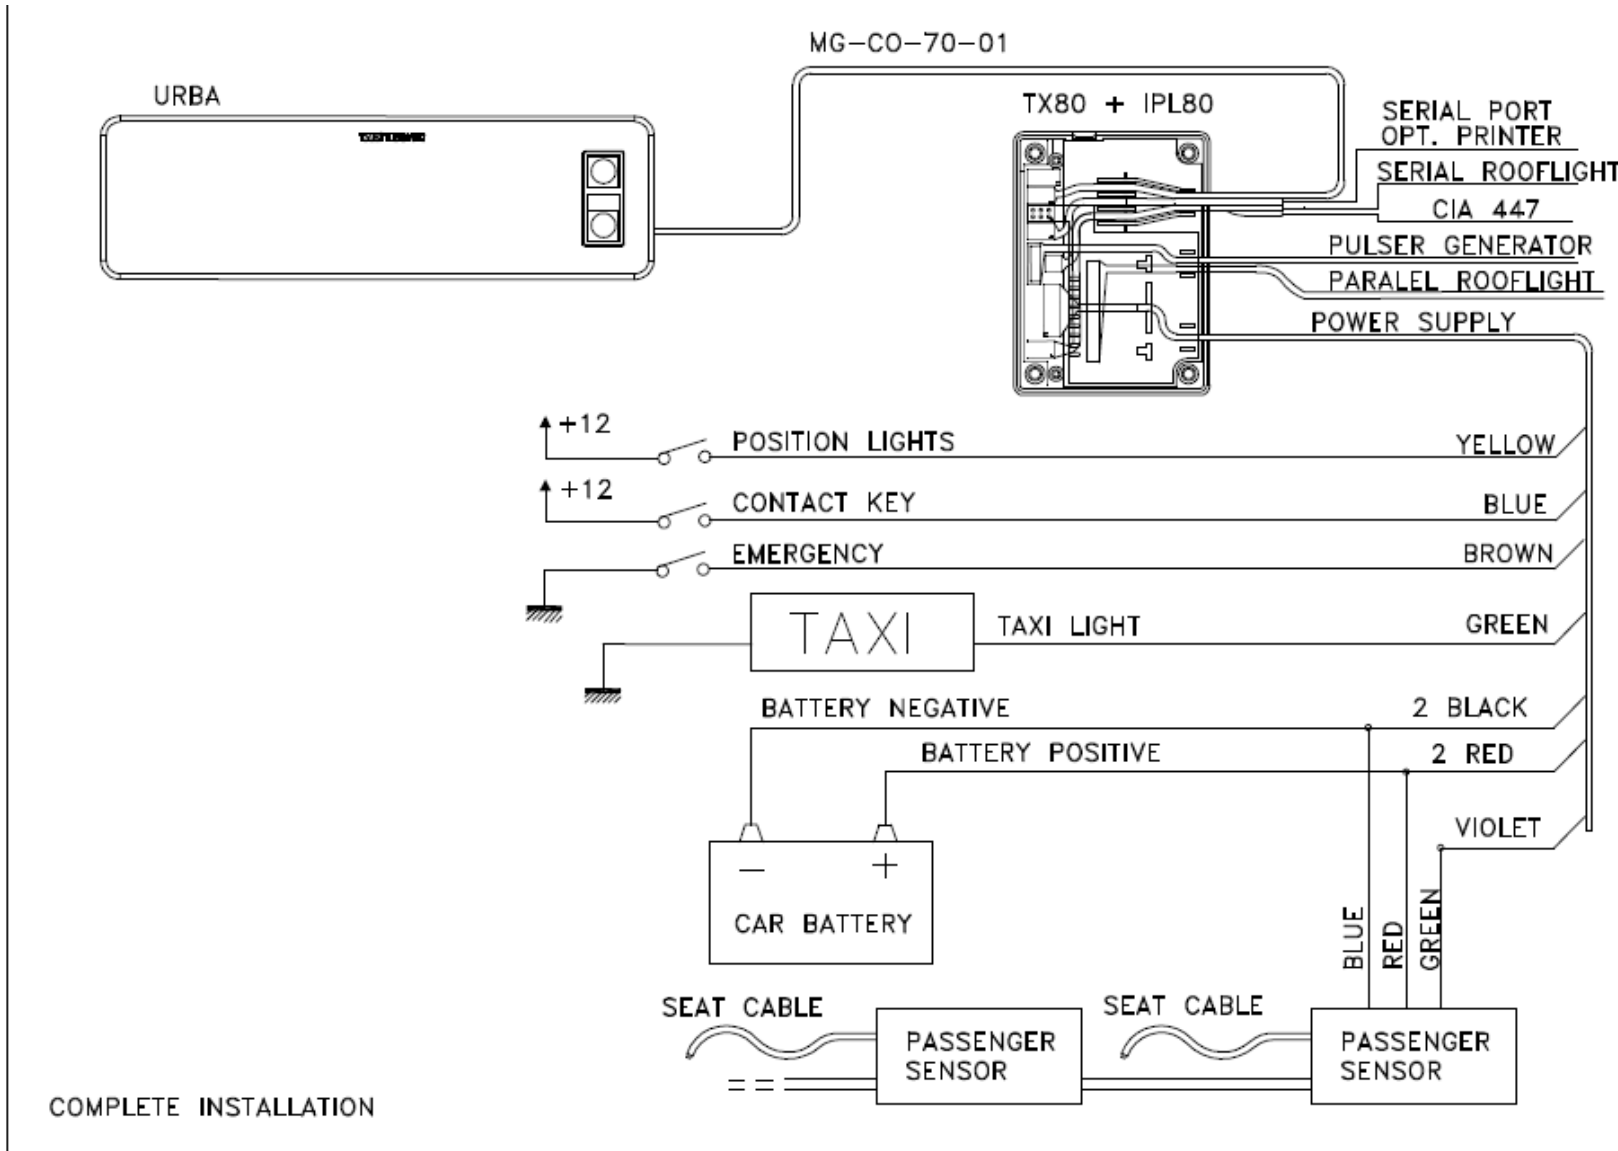 MG-CO-70-01
URBA
TX80 + IPL80
SERIAL PORT
OPT. PRINTER
SERIAL ROOFLIGHT
CIA 447
PULSER GENERATOR
PARALEL ROOFLIGHT
POWER SUPPLY
+12
POSITION LIGHTS
YELLOW
+12
CONTACT KEY
BLUE
EMERGENCY
BROWN
TAXI
TAXI LIGHT
GREEN
BATTERY NEGATIVE
2 BLACK
BATTERY POSITIVE
2 RED
VIOLET
- +
CAR BATTERY
BLUE
RED
GREEN
SEAT CABLE
SEAT CABLE
PASSENGER
SENSOR
PASSENGER
SENSOR
COMPLETE INSTALLATION